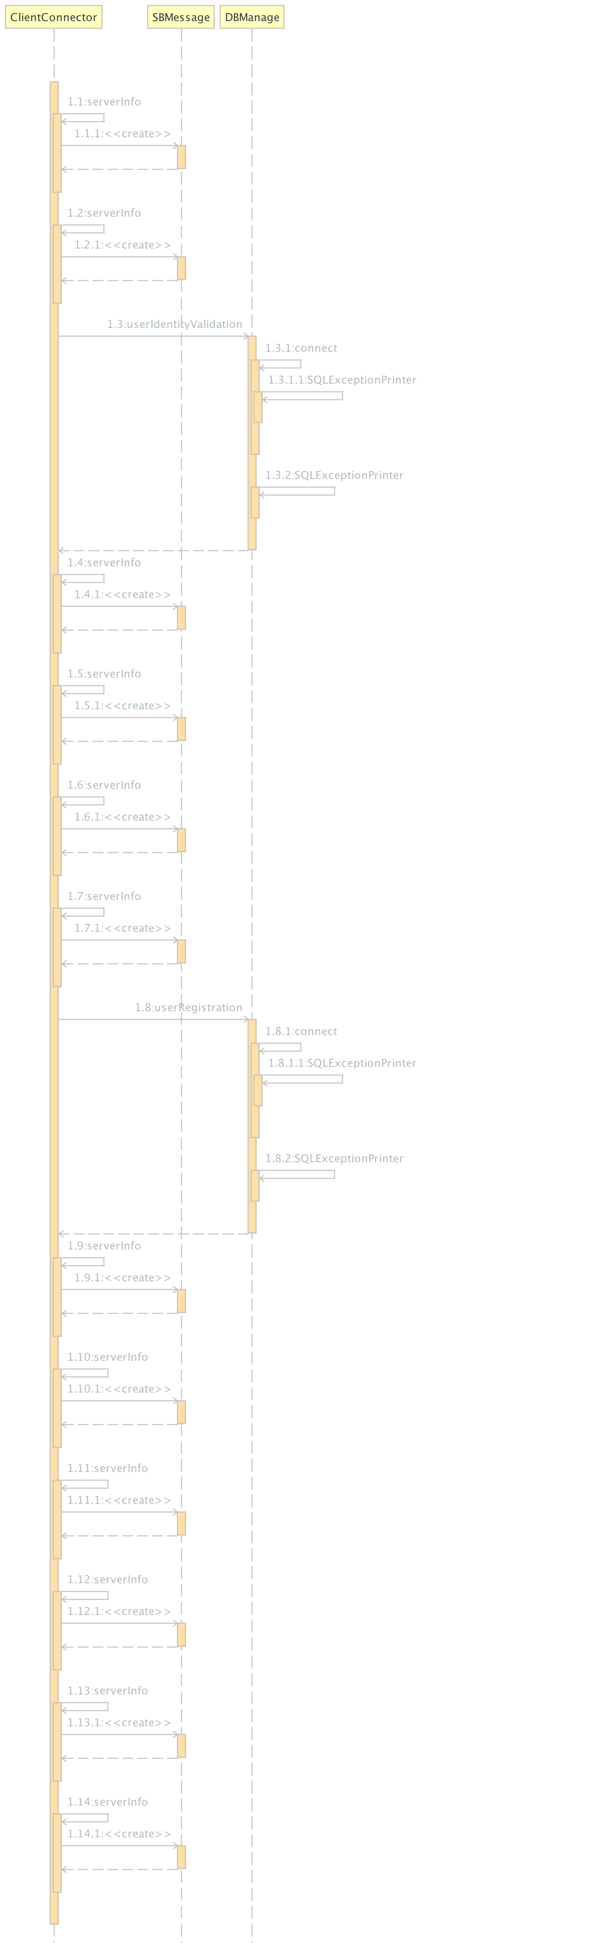 ClientConnector SBMessage DBManage
1.1:serverInfo
1.1.1:<<create>>
1.2:serverInfo
1.2.1:<<create>>
1.3:userIdentityValidation
1.3.1:connect
1.3.1.1:SQLExceptionPrinter
1.3.2:SQLExceptionPrinter
1.4:serverInfo
1.4.1:<<create>>
1.5:serverInfo
1.5.1:<<create>>
1.6:serverInfo
1.6.1:<<create>>
1.7:serverInfo
1.7.1:<<create>>
1.8:userRegistration
1.8.1:connect
1.8.1.1:SQLExceptionPrinter
1.8.2:SQLExceptionPrinter
1.9:serverInfo
1.9.1:<<create>>
1.10:serverInfo
1.10.1:<<create>>
1.11:serverInfo
1.11.1:<<create>>
1.12:serverInfo
1.12.1:<<create>>
1.13:serverInfo
1.13.1:<<create>>
1.14:serverInfo
1.14.1:<<create>>